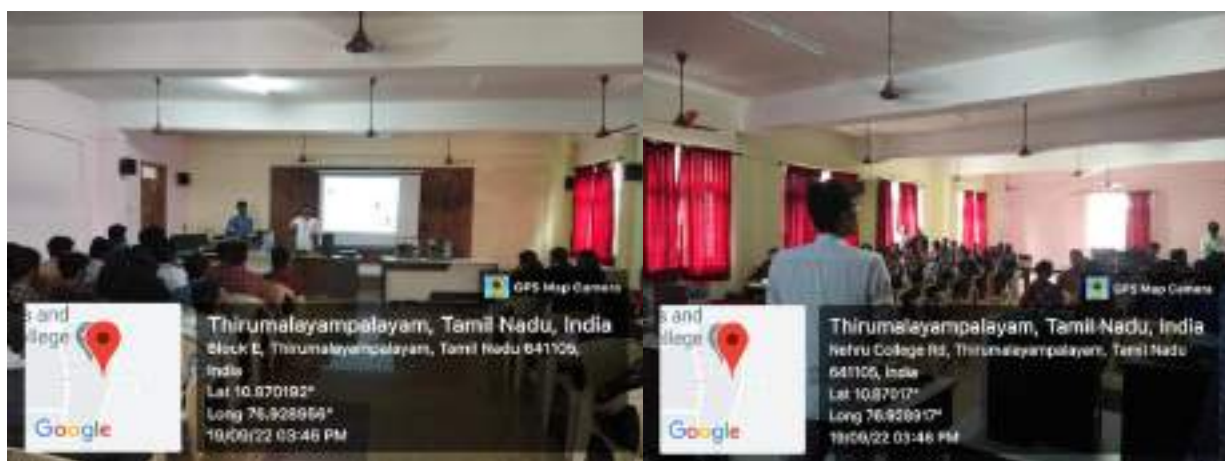 GPS Map Camera
s and
llege
Google
Thirumalayampalayam, Tamil Nadu, India
Block E, Thirumalayampalayam, Tamil Nadu 641105,
India
Lat 10.870192°
Long 76.928956°
19/09/22 03:46 PM
GPS Map Camera
s and
llege
Google
Thirumalayampalayam, Tamil Nadu, India
Nehru College Rd, Thirumalayampalayam, Tamil Nadu
641105, India
Lat 10.87017°
Long 76.928917°
19/09/22 03:46 PM